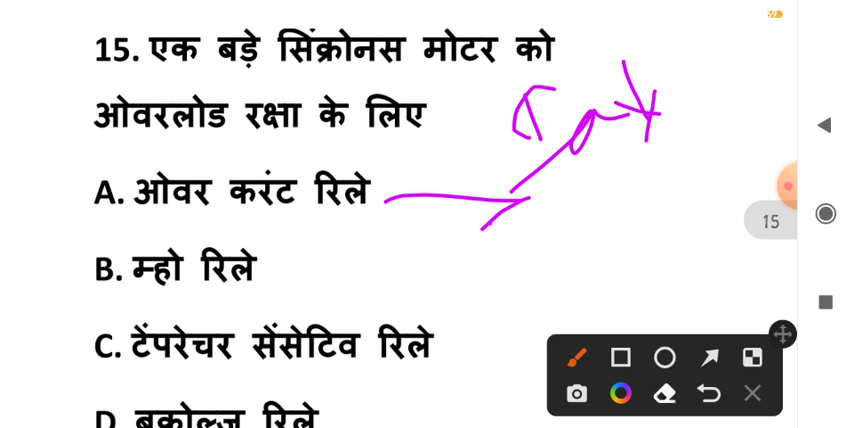 15. एक बड़े सिंक्रोनस मोटर को
ओवरलोड रक्षा के लिए
A. ओवर करंट रिले
B. म्हो रिले
C. टेंपरेचर सेंसेटिव रिले
D. बुकोल्ज रिले
15